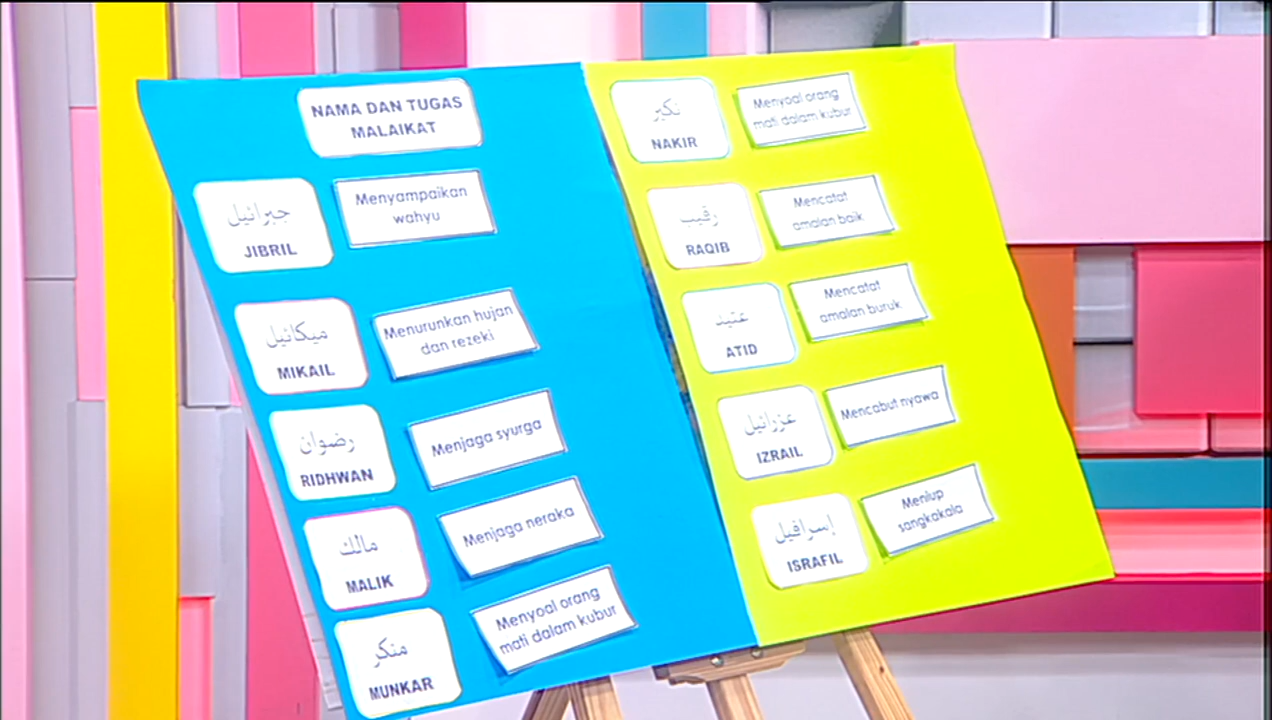 NAMA DAN TUGAS
MALAIKAT
جبرائيل
JIBRIL
Menyampaikan
wahyu
ميكائيل
MIKAIL
Menurunkan hujan
dan rezeki
رضوان
RIDHWAN
Menjaga syurga
مالك
MALIK
Menjaga neraka
منكر
MUNKAR
Menyoal orang
mati dalam kubur
نكير
NAKIR
Menyoal orang
mati dalam kubur
رقيب
RAQIB
Mencatat
amalan baik
عتيد
ATID
Mencatat
amalan buruk
عزرائيل
IZRAIL
Mencabut nyawa
إسرافيل
ISRAFIL
Meniup
sangkakala